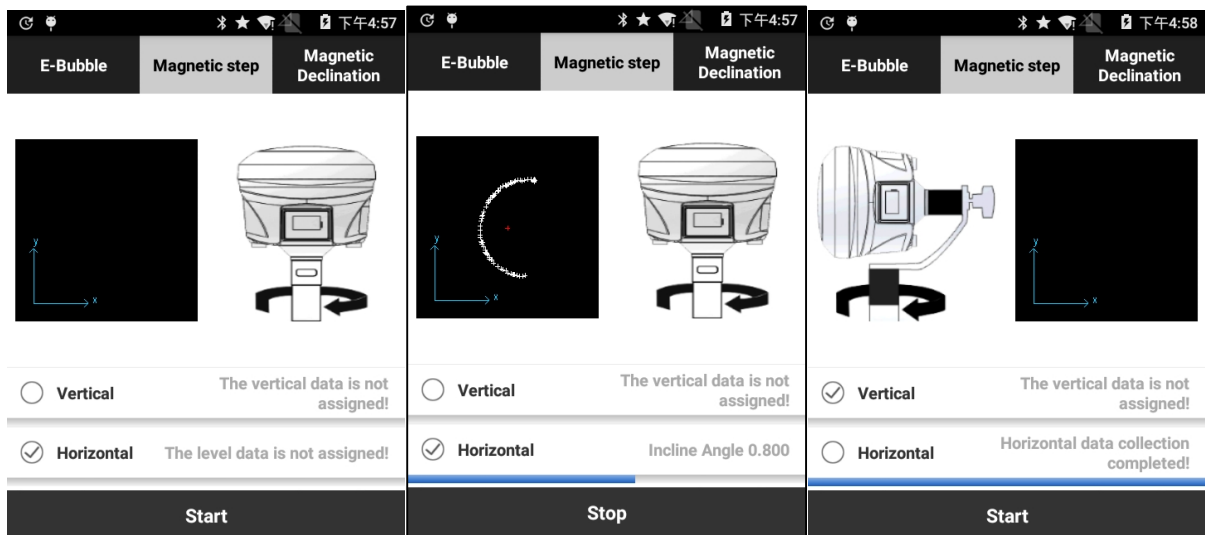 下午4:57
E-Bubble
Magnetic step
Magnetic
Declination
y
x
Vertical
The vertical data is not
assigned!
Horizontal
The level data is not assigned!
Start
下午4:57
E-Bubble
Magnetic step
Magnetic
Declination
y
x
Vertical
The vertical data is not
assigned!
Horizontal
Incline Angle 0.800
Stop
下午4:58
E-Bubble
Magnetic step
Magnetic
Declination
y
x
Vertical
The vertical data is not
assigned!
Horizontal
Horizontal data collection
completed!
Start